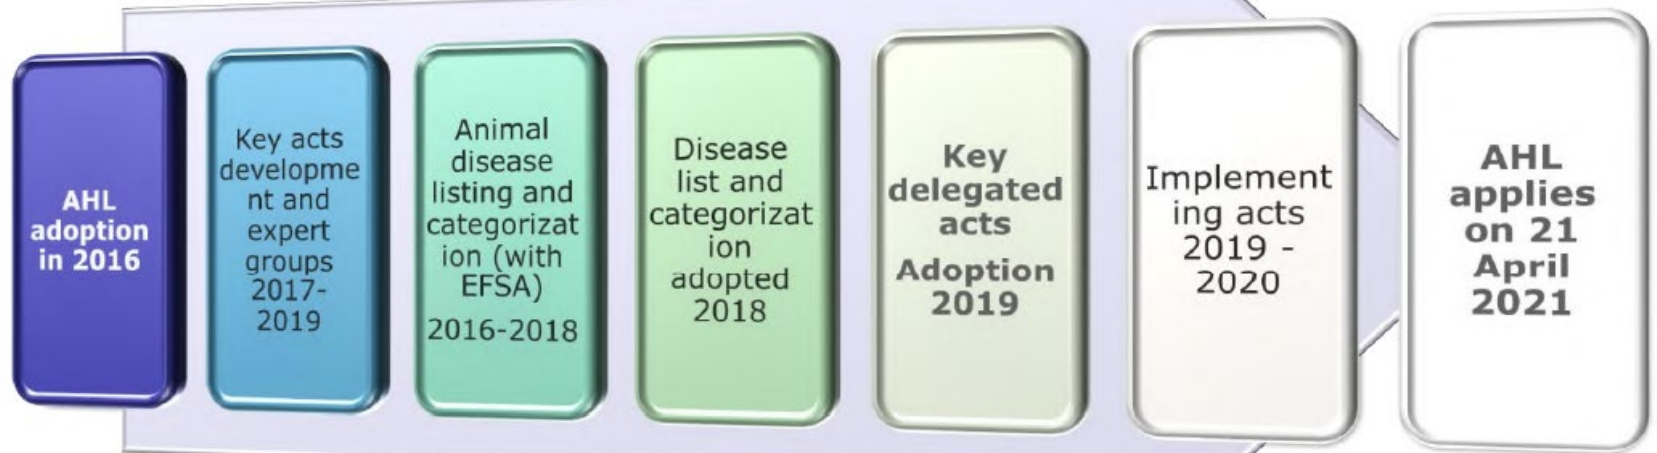 AHL
adoption
in 2016
Key acts
developme
nt and
expert
groups
2017-
2019
Animal
disease
listing and
categorizat
ion (with
EFSA)
2016-2018
Disease
list and
categorizat
ion
adopted
2018
Key
delegated
acts
Adoption
2019
Implement
ing acts
2019 -
2020
AHL
applies
on 21
April
2021